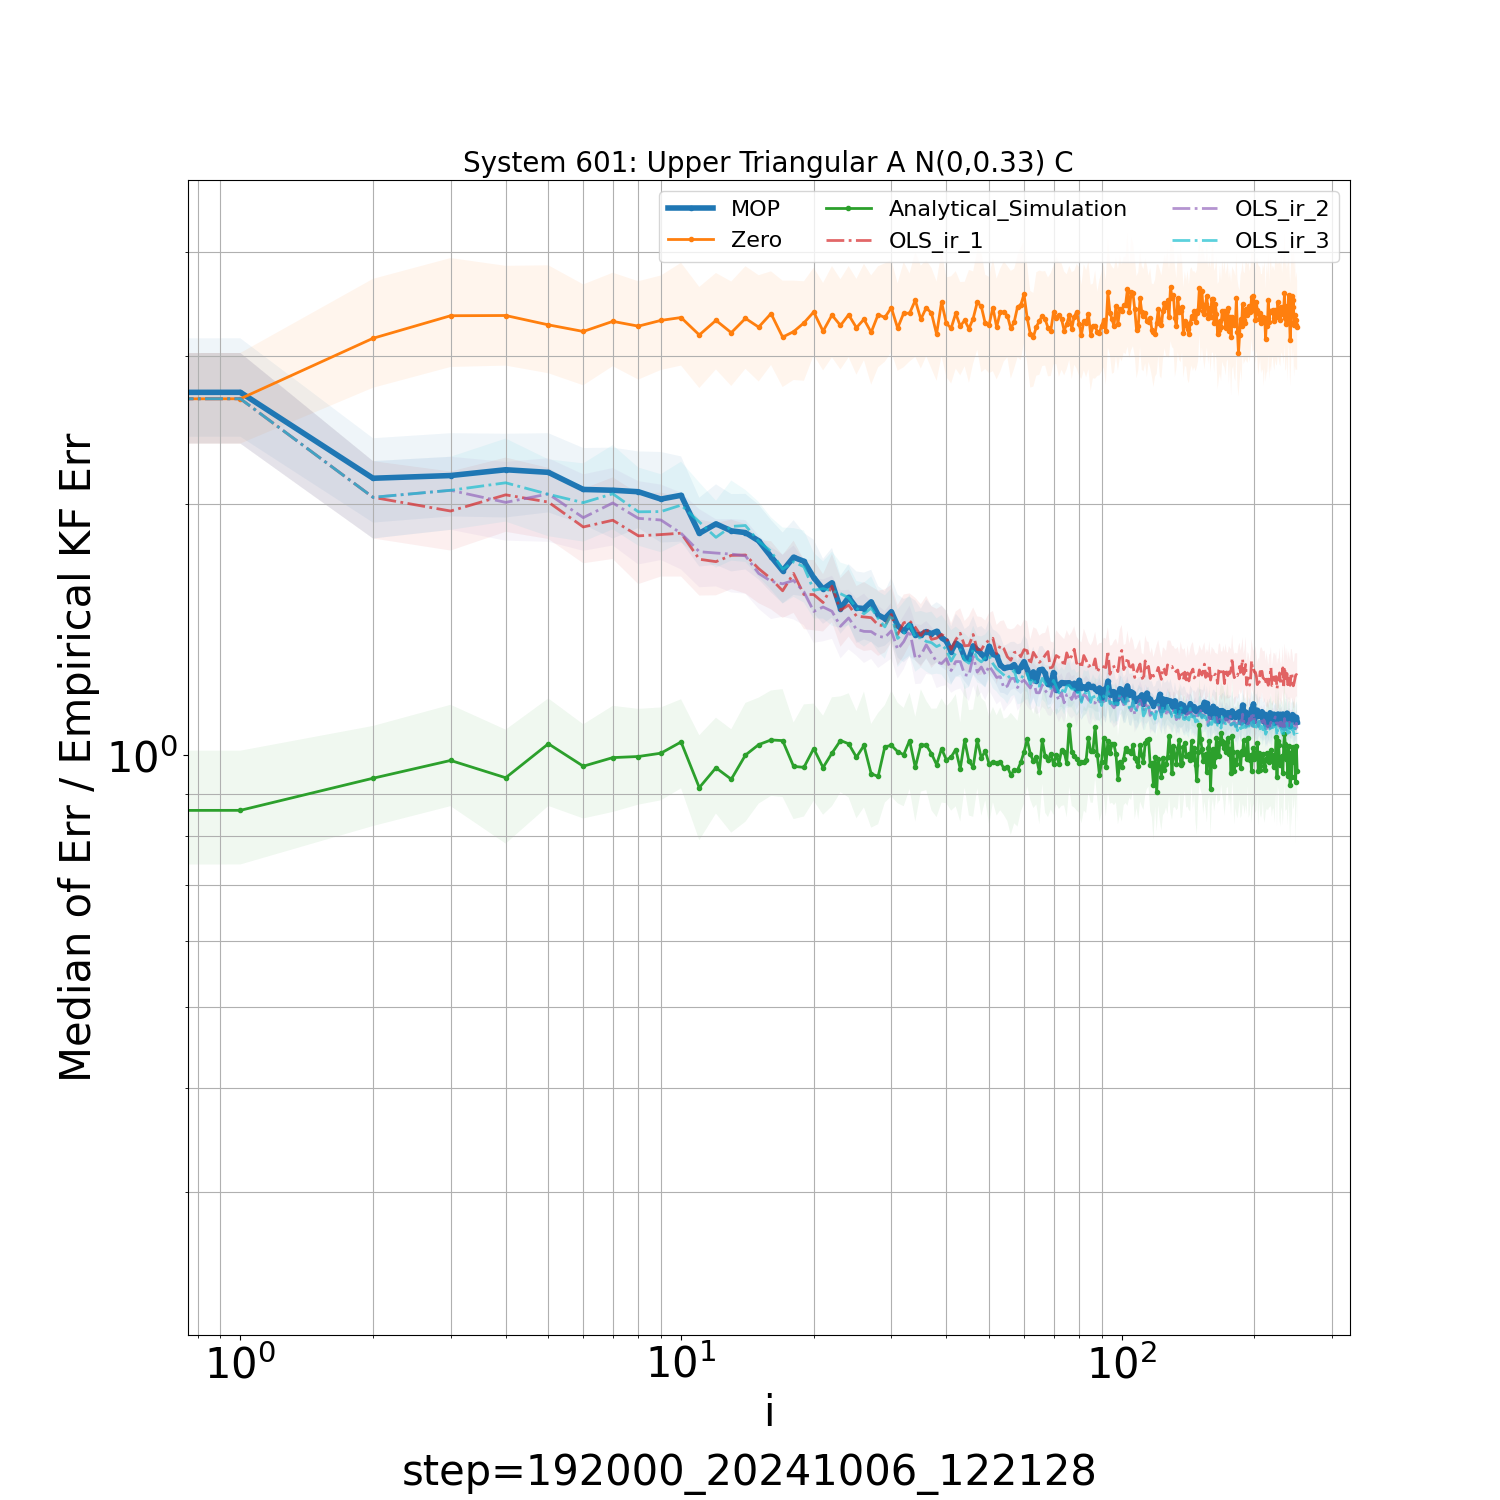 System 601: Upper Triangular A N(0,0.33) C
MOP
Zero
Analytical_Simulation
OLS_ir_1
OLS_ir_2
OLS_ir_3
Median of Err / Empirical KF Err
10⁰
10⁰
10¹
10²
i
step=192000_20241006_122128